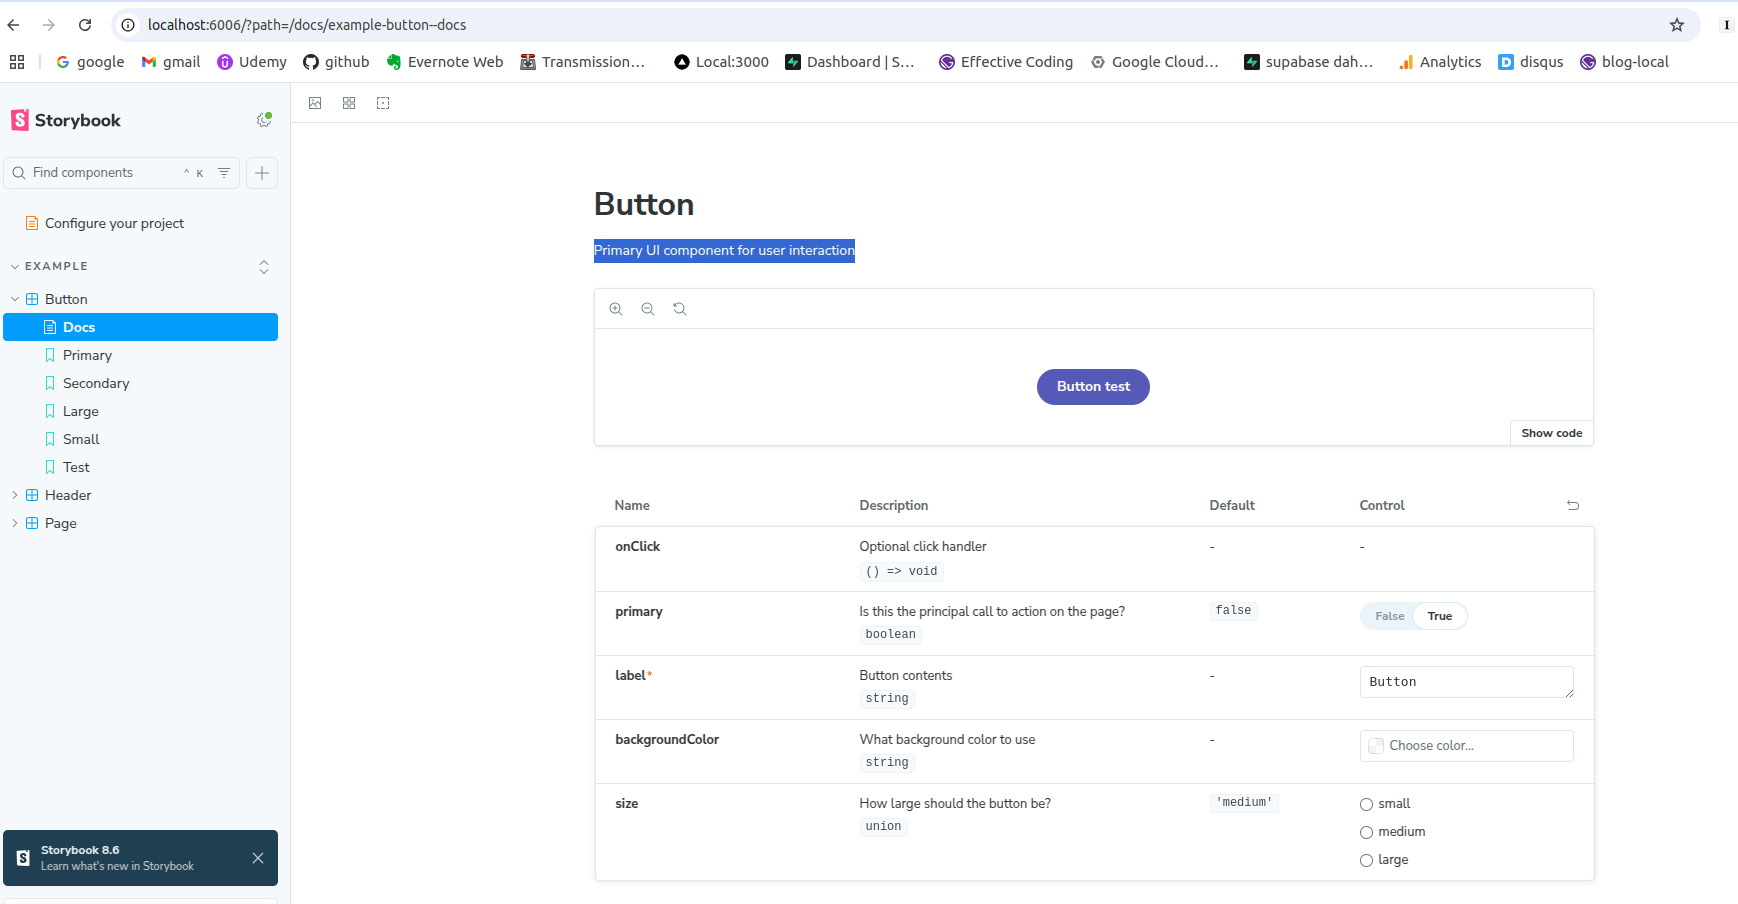 localhost:6006/?path=/docs/example-button--docs
google gmail Udemy github Evernote Web Transmission... Local:3000 Dashboard | S... Effective Coding Google Cloud... supabase dah... Analytics disqus blog-local
Storybook
Find components ^ K
Configure your project
EXAMPLE
Button
Docs
Primary
Secondary
Large
Small
Test
Header
Page
Storybook 8.6
Learn what's new in Storybook
Button
Primary UI component for user interaction
Button test
Show code
Name Description Default Control
onClick Optional click handler - -
() => void
primary Is this the principal call to action on the page? false False True
boolean
label* Button contents - Button
string
backgroundColor What background color to use - Choose color...
string
size How large should the button be? 'medium' small
union
medium
large